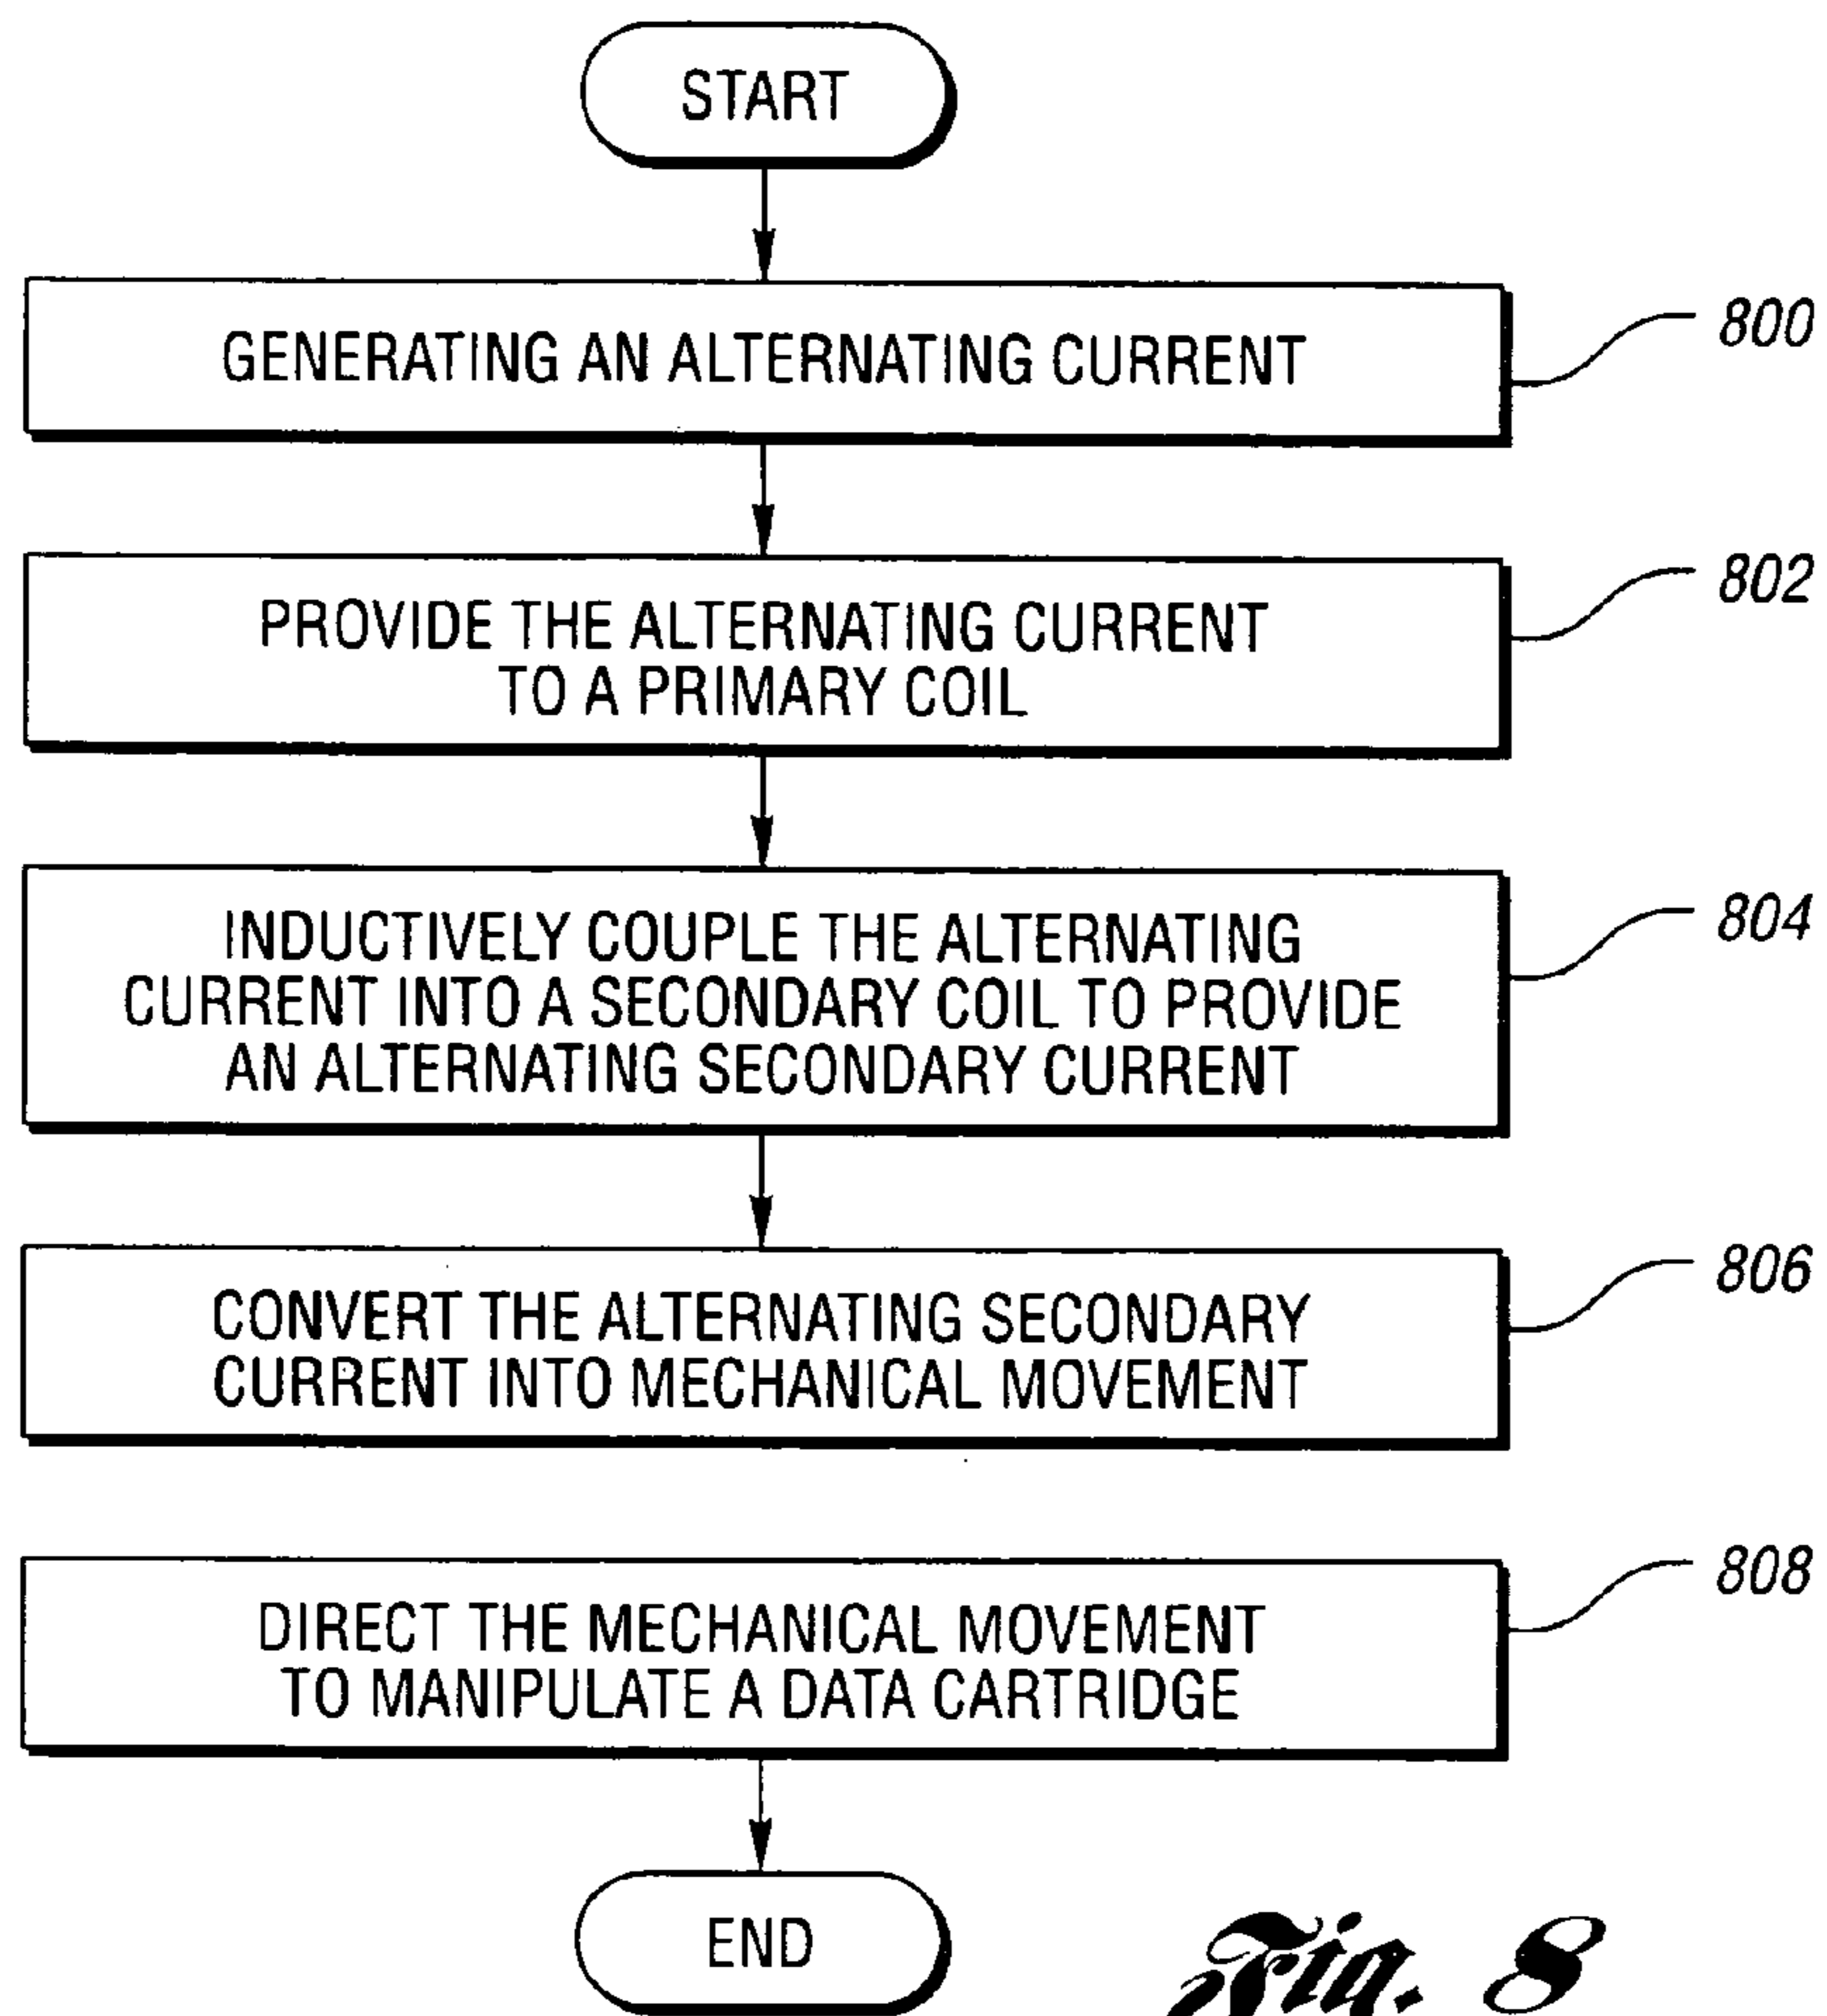 START
GENERATING AN ALTERNATING CURRENT
800
PROVIDE THE ALTERNATING CURRENT
TO A PRIMARY COIL
802
INDUCTIVELY COUPLE THE ALTERNATING
CURRENT INTO A SECONDARY COIL TO PROVIDE
AN ALTERNATING SECONDARY CURRENT
804
CONVERT THE ALTERNATING SECONDARY
CURRENT INTO MECHANICAL MOVEMENT
806
DIRECT THE MECHANICAL MOVEMENT
TO MANIPULATE A DATA CARTRIDGE
808
END
Fig. 8